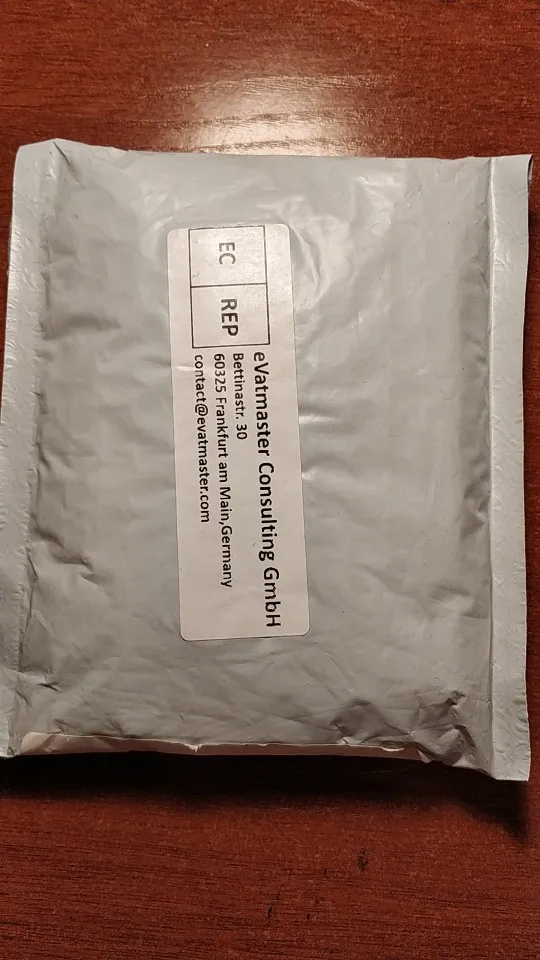 EC REP
eVatmaster Consulting GmbH
Bettinastr. 30
60325 Frankfurt am Main,Germany
contact@evatmaster.com